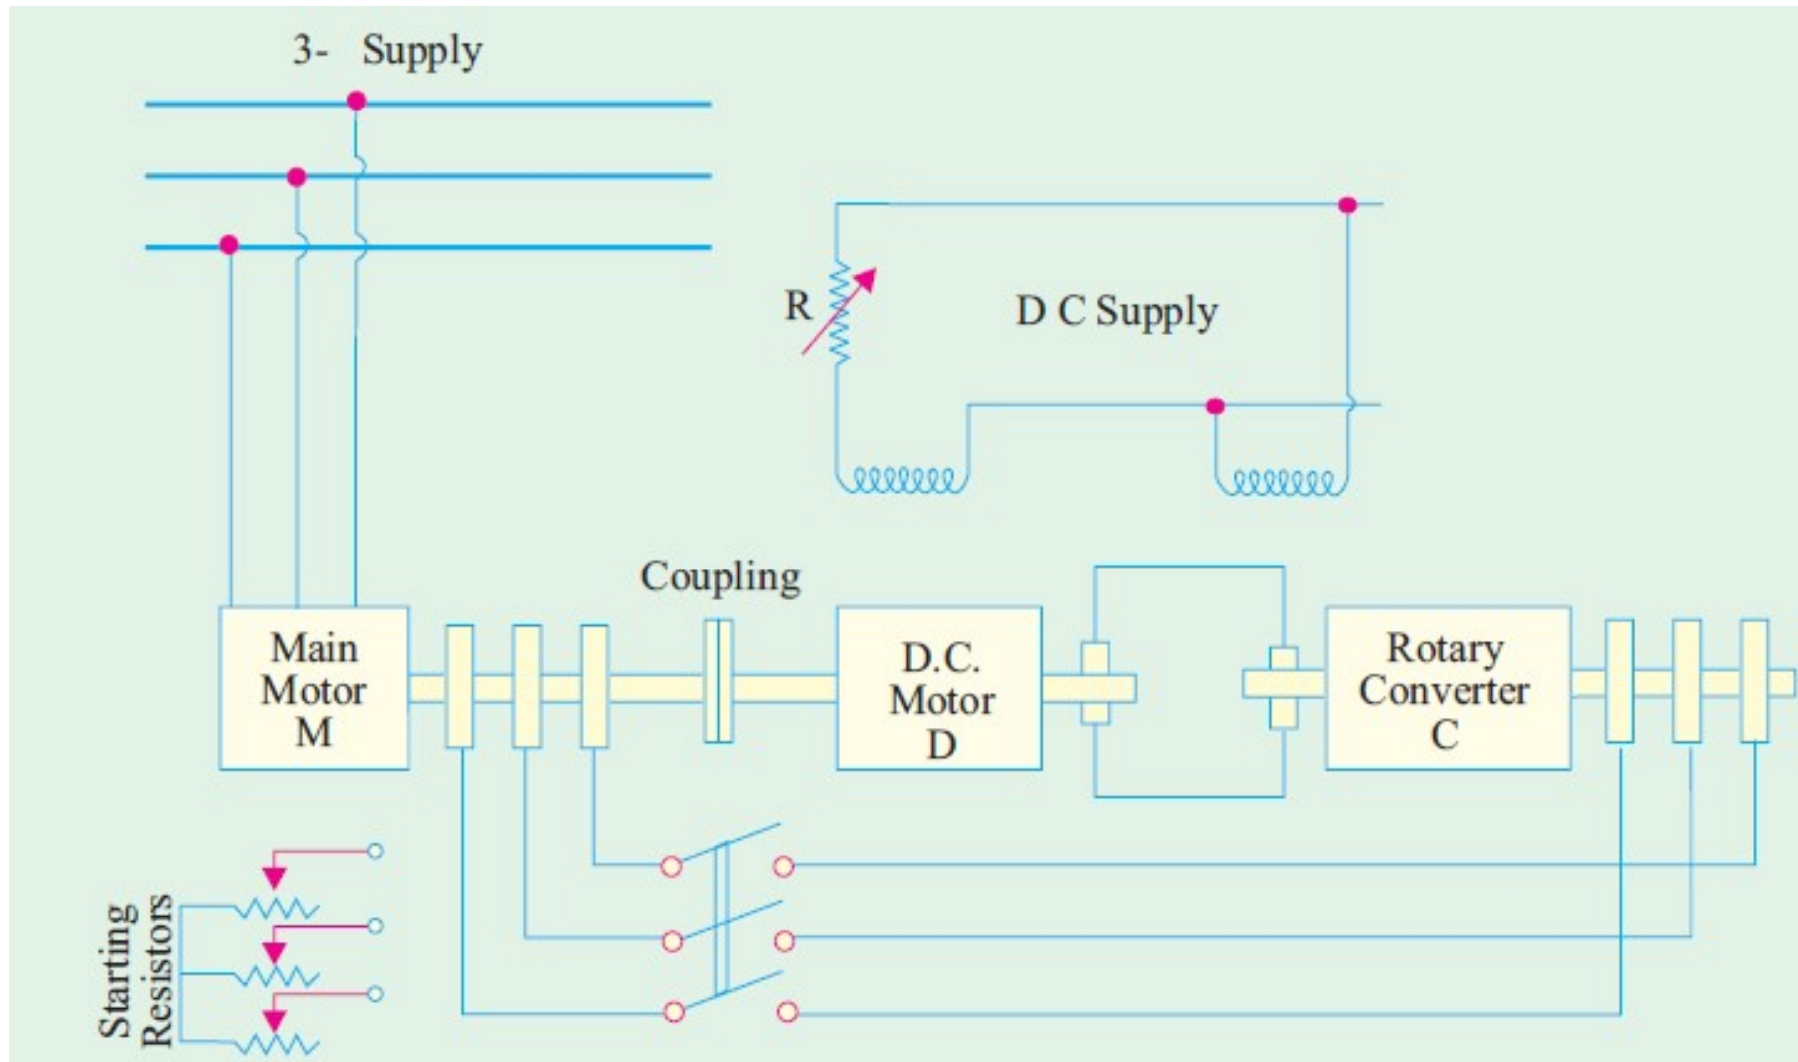 3- Supply
R
D C Supply
Coupling
Main
Motor
M
D.C.
Motor
D
Rotary
Converter
C
Starting
Resistors